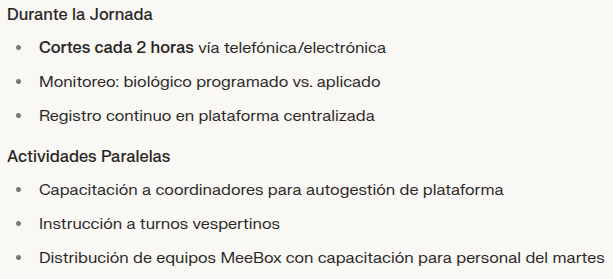 Durante la Jornada
• Cortes cada 2 horas vía telefónica/electrónica
• Monitoreo: biológico programado vs. aplicado
• Registro continuo en plataforma centralizada
Actividades Paralelas
• Capacitación a coordinadores para autogestión de plataforma
• Instrucción a turnos vespertinos
• Distribución de equipos MeeBox con capacitación para personal del martes